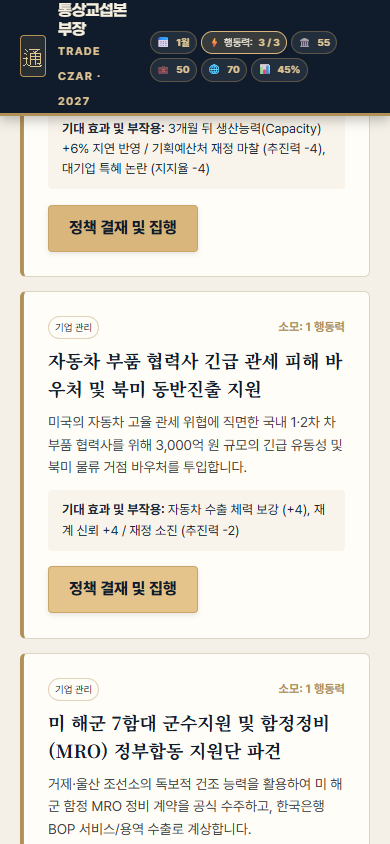 通
통상교섭본
부장
TRADE
CZAR ·
2027
1월
행동력: 3 / 3
55
50
70
45%
기대 효과 및 부작용: 3개월 뒤 생산능력(Capacity)
+6% 지연 반영 / 기획예산처 재정 마찰 (추진력 -4),
대기업 특혜 논란 (지지율 -4)
정책 결재 및 집행
기업 관리
소모: 1 행동력
자동차 부품 협력사 긴급 관세 피해 바
우처 및 북미 동반진출 지원
미국의 자동차 고율 관세 위협에 직면한 국내 1·2차 차
부품 협력사를 위해 3,000억 원 규모의 긴급 유동성 및
북미 물류 거점 바우처를 투입합니다.
기대 효과 및 부작용: 자동차 수출 체력 보강 (+4), 재
계 신뢰 +4 / 재정 소진 (추진력 -2)
정책 결재 및 집행
기업 관리
소모: 1 행동력
미 해군 7함대 군수지원 및 함정정비
(MRO) 정부합동 지원단 파견
거제·울산 조선소의 독보적 건조 능력을 활용하여 미 해
군 함정 MRO 정비 계약을 공식 수주하고, 한국은행
BOP 서비스/용역 수출로 계상합니다.